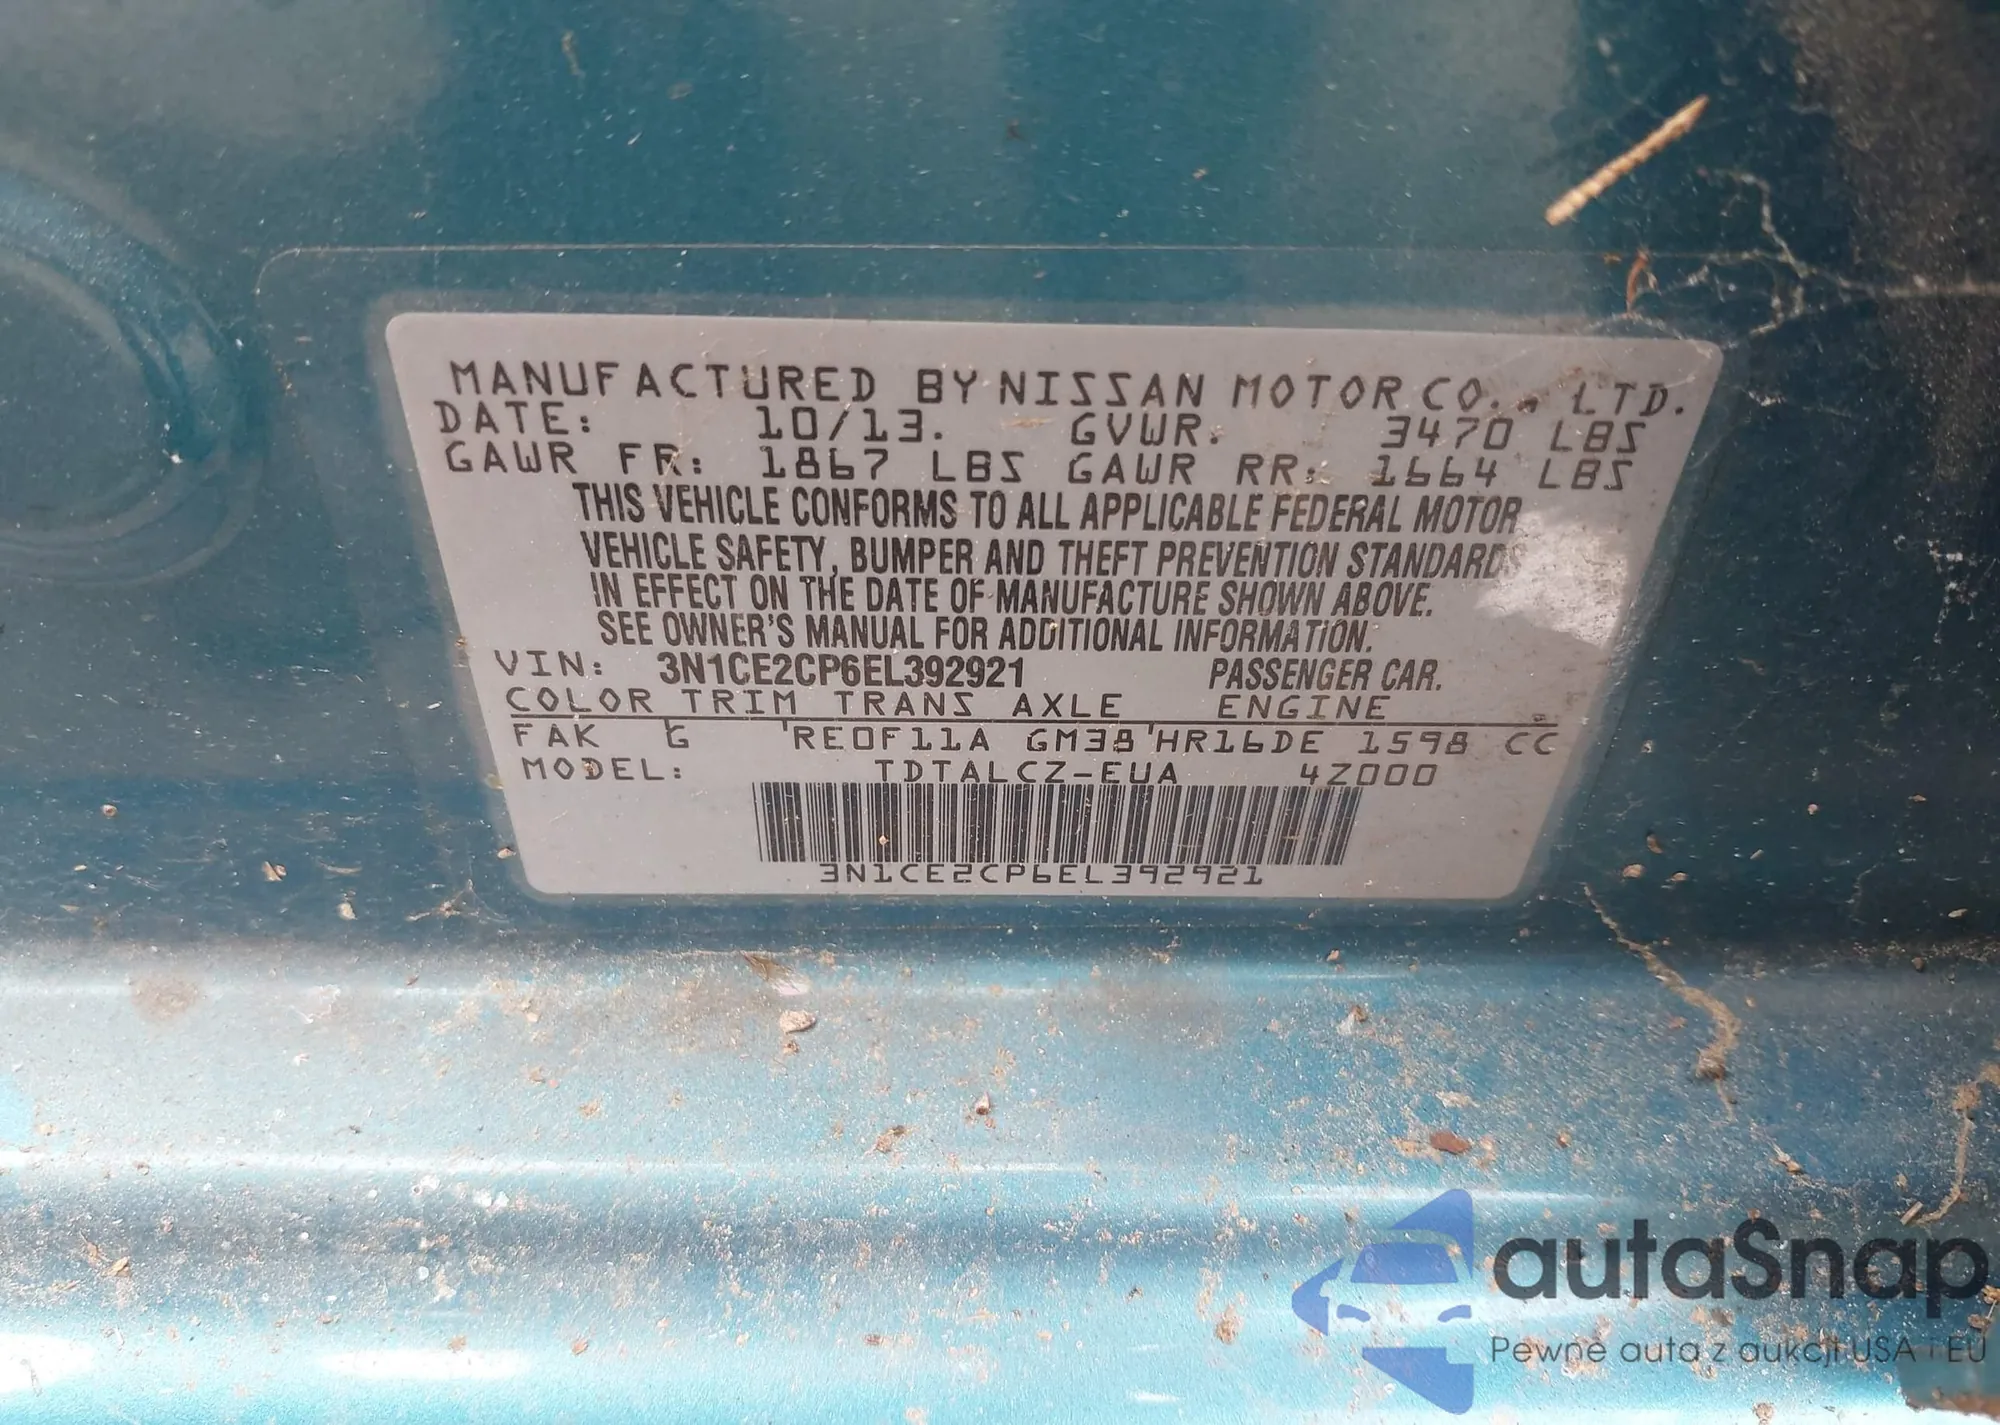 MANUFACTURED BY NISSAN MOTOR CO., LTD.
DATE: 10/13. GVWR. 3470 LBS
GAWR FR: 1867 LBS GAWR RR: 1664 LBS
THIS VEHICLE CONFORMS TO ALL APPLICABLE FEDERAL MOTOR
VEHICLE SAFETY, BUMPER AND THEFT PREVENTION STANDARDS
IN EFFECT ON THE DATE OF MANUFACTURE SHOWN ABOVE.
SEE OWNER'S MANUAL FOR ADDITIONAL INFORMATION.
VIN: 3N1CE2CP6EL392921 PASSENGER CAR.
COLOR TRIM TRANS AXLE ENGINE
FAK G RE0F11A GM38 HR16DE 1598 CC
MODEL: TDTALCZ-EUA 4Z000
3N1CE2CP6EL392921
autaSnap
Pewne auta z aukcji USA i EU